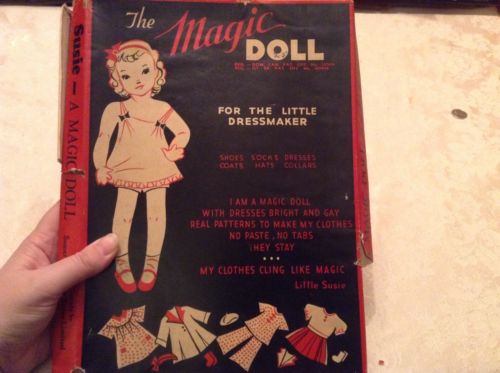 The Magic
DOLL
FOR THE LITTLE
DRESSMAKER
SHOES SOCKS DRESSES
COATS HATS COLLARS
I AM A MAGIC DOLL
WITH DRESSES BRIGHT AND GAY
REAL PATTERNS TO MAKE MY CLOTHES
NO PASTE, NO TABS
THEY STAY
MY CLOTHES CLING LIKE MAGIC
Little Susie
Susie — A MAGIC DOLL